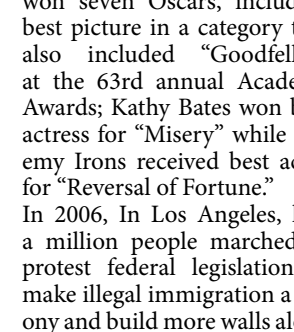 won seven Oscars, includ
best picture in a category t
also included “Goodfell
at the 63rd annual Acade
Awards; Kathy Bates won b
actress for “Misery” while
emy Irons received best ac
for “Reversal of Fortune.”
In 2006, In Los Angeles, h
a million people marched
protest federal legislation
make illegal immigration a
ony and build more walls alo